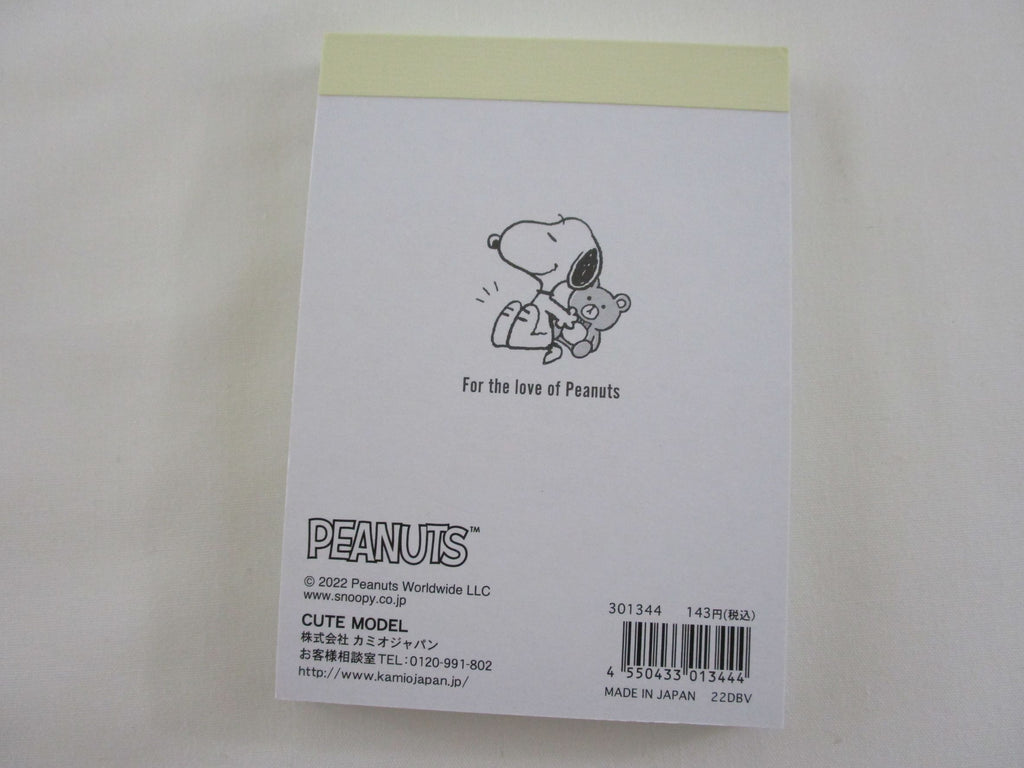 For the love of Peanuts
PEANUTS™
© 2022 Peanuts Worldwide LLC
www.snoopy.co.jp
CUTE MODEL
株式会社 カミオジャパン
お客様相談室TEL:0120-991-802
http://www.kamiojapan.jp/
301344 143円(税込)
4 550433 013444
MADE IN JAPAN 22DBV